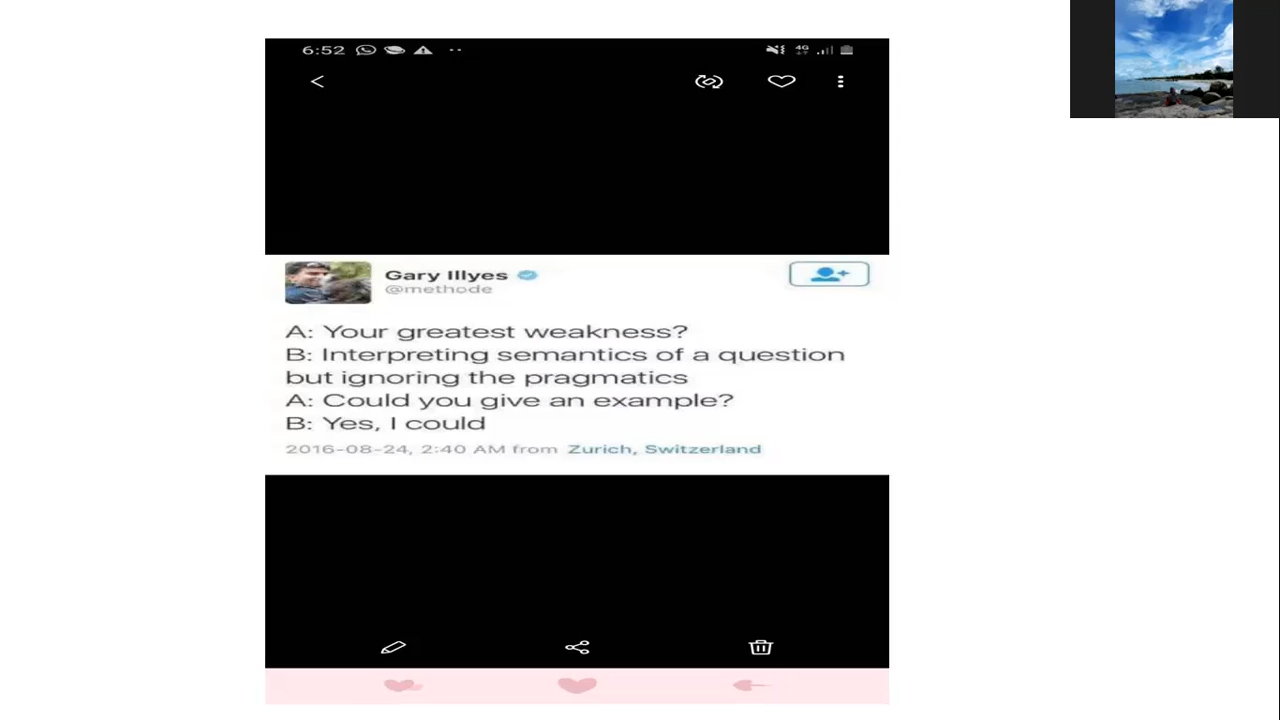 6:52
4G
Gary Illyes
@methode
A: Your greatest weakness?
B: Interpreting semantics of a question
but ignoring the pragmatics
A: Could you give an example?
B: Yes, I could
2016-08-24, 2:40 AM from Zurich, Switzerland